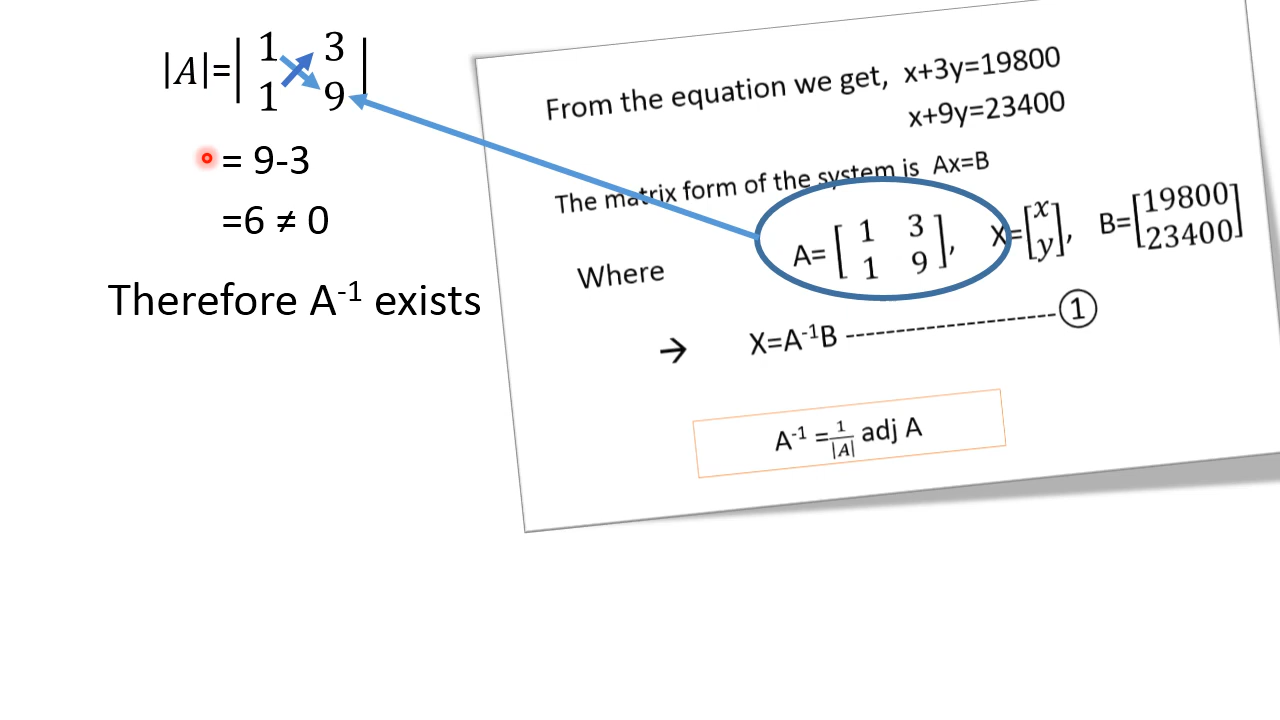 |A|=| 1 3 |
| 1 9 |
= 9-3
=6 ≠ 0
Therefore A⁻¹ exists
From the equation we get, x+3y=19800
x+9y=23400
The matrix form of the system is Ax=B
Where A= [ 1 3 ], X=[x], B=[19800]
[ 1 9 ] [y] [23400]
→ X=A⁻¹B --------------------- ①
A⁻¹ = 1/|A| adj A